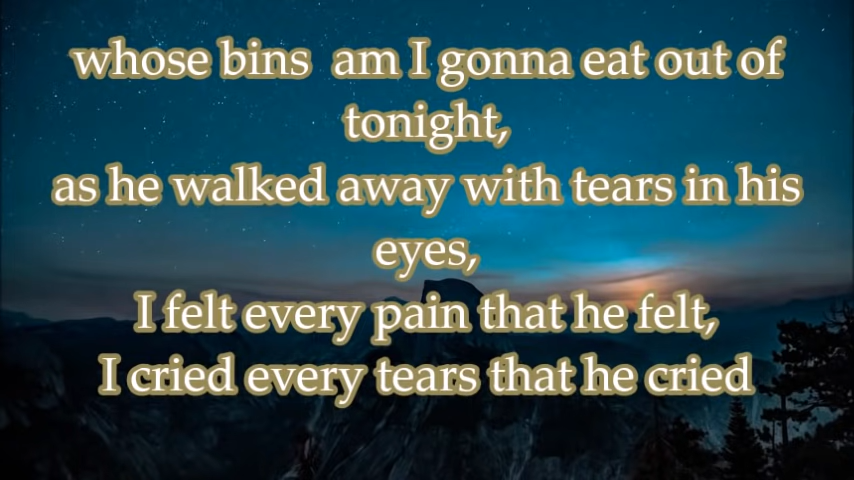 whose bins  am I gonna eat out of
tonight,
as he walked away with tears in his
eyes,
I felt every pain that he felt,
I cried every tears that he cried